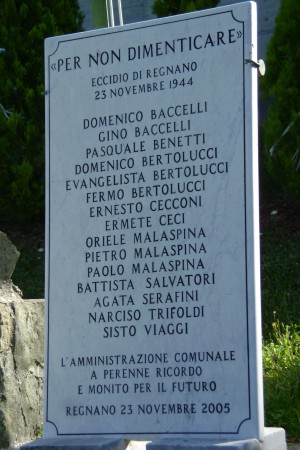 «PER NON DIMENTICARE»
ECCIDIO DI REGNANO
23 NOVEMBRE 1944
DOMENICO BACCELLI
GINO BACCELLI
PASQUALE BENETTI
DOMENICO BERTOLUCCI
EVANGELISTA BERTOLUCCI
FERMO BERTOLUCCI
ERNESTO CECCONI
ERMETE CECI
ORIELE MALASPINA
PIETRO MALASPINA
PAOLO MALASPINA
BATTISTA SALVATORI
AGATA SERAFINI
NARCISO TRIFOLDI
SISTO VIAGGI
L'AMMINISTRAZIONE COMUNALE
A PERENNE RICORDO
E MONITO PER IL FUTURO
REGNANO 23 NOVEMBRE 2005